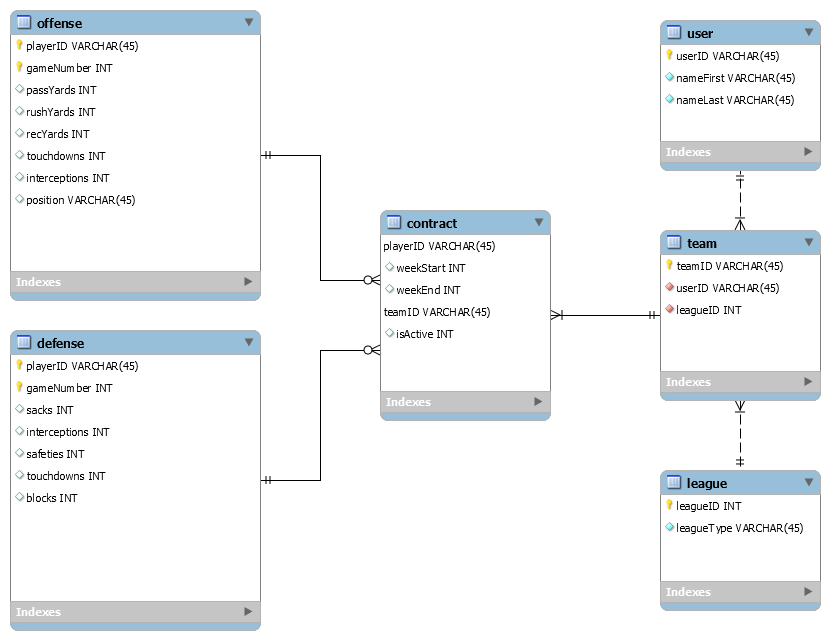 offense
playerID VARCHAR(45)
gameNumber INT
passYards INT
rushYards INT
recYards INT
touchdowns INT
interceptions INT
position VARCHAR(45)
Indexes
defense
playerID VARCHAR(45)
gameNumber INT
sacks INT
interceptions INT
safeties INT
touchdowns INT
blocks INT
Indexes
contract
playerID VARCHAR(45)
weekStart INT
weekEnd INT
teamID VARCHAR(45)
isActive INT
Indexes
user
userID VARCHAR(45)
nameFirst VARCHAR(45)
nameLast VARCHAR(45)
Indexes
team
teamID VARCHAR(45)
userID VARCHAR(45)
leagueID INT
Indexes
league
leagueID INT
leagueType VARCHAR(45)
Indexes